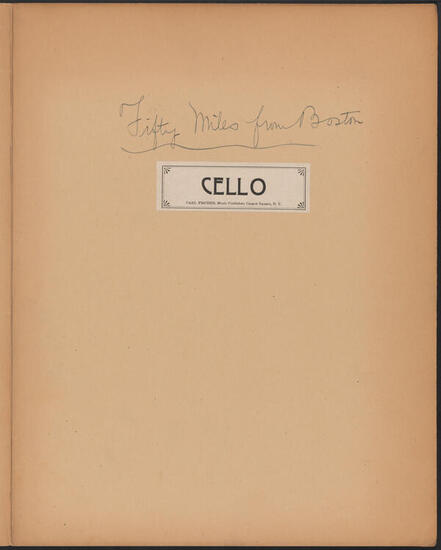 Fifty Miles from Boston
CELLO
CARL FISCHER, Music Publisher, Cooper Square, N. Y.